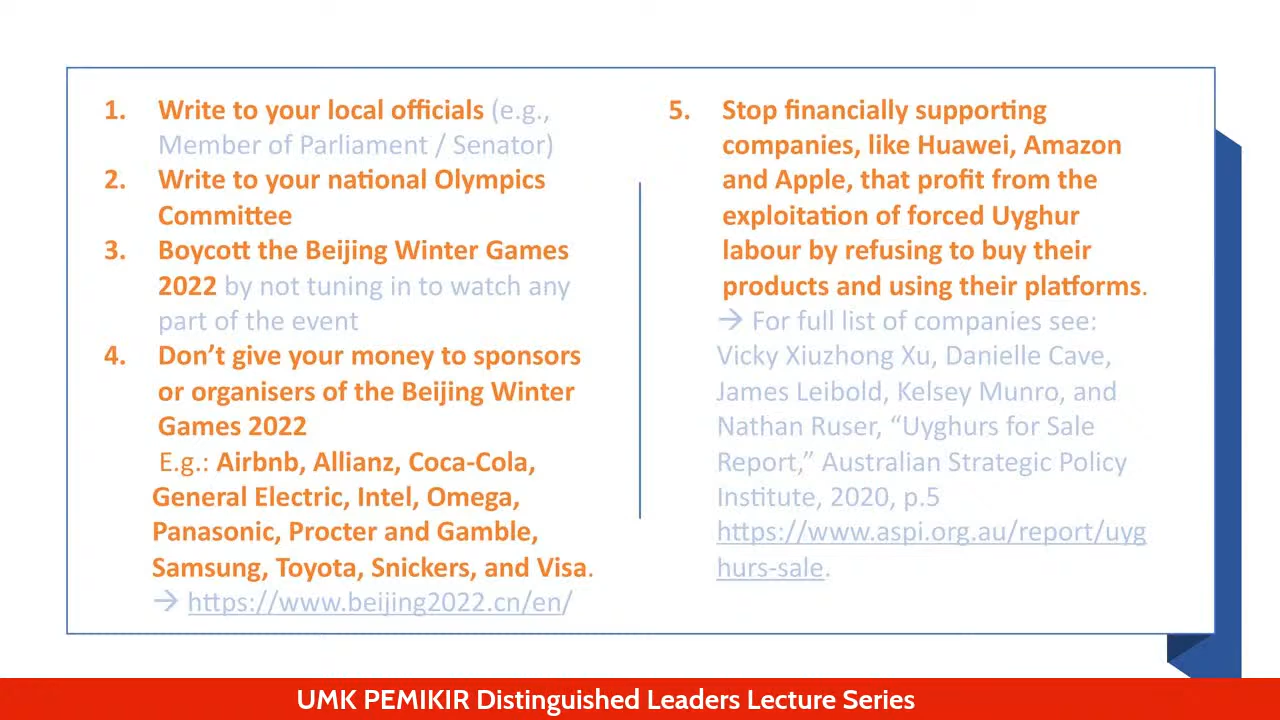 1. Write to your local officials (e.g.,
Member of Parliament / Senator)
2. Write to your national Olympics
Committee
3. Boycott the Beijing Winter Games
2022 by not tuning in to watch any
part of the event
4. Don’t give your money to sponsors
or organisers of the Beijing Winter
Games 2022
E.g.: Airbnb, Allianz, Coca-Cola,
General Electric, Intel, Omega,
Panasonic, Procter and Gamble,
Samsung, Toyota, Snickers, and Visa.
→ https://www.beijing2022.cn/en/
5. Stop financially supporting
companies, like Huawei, Amazon
and Apple, that profit from the
exploitation of forced Uyghur
labour by refusing to buy their
products and using their platforms.
→ For full list of companies see:
Vicky Xiuzhong Xu, Danielle Cave,
James Leibold, Kelsey Munro, and
Nathan Ruser, “Uyghurs for Sale
Report,” Australian Strategic Policy
Institute, 2020, p.5
https://www.aspi.org.au/report/uyg
hurs-sale.
UMK PEMIKIR Distinguished Leaders Lecture Series